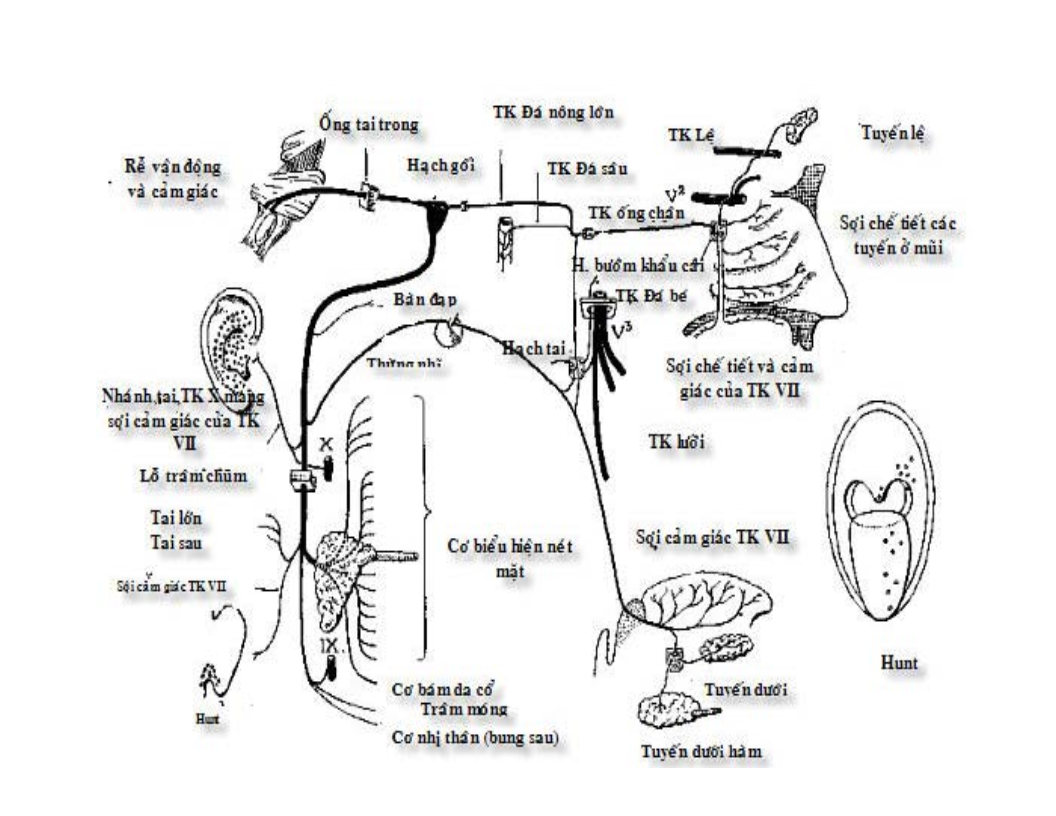 TK Đá nông lớn
Ống tai trong
TK Lệ
Tuyến lệ
Rễ vận động
và cảm giác
Hạch gối
TK Đá sâu
V²
TK ống chân
Sợi chế tiết các
tuyến ở mũi
H. bướm khẩu cái
TK Đá bé
Bàn đạp
V³
Hạch tai
Thừng nhĩ
Sợi chế tiết và cảm
giác của TK VII
Nhánh tai TK X mang
sợi cảm giác của TK
VII
TK lưỡi
X
Lỗ trâm chũm
Tai lớn
Tai sau
Cơ biểu hiện nét
mặt
Sợi cảm giác TK VII
Sợi cảm giác TK VII
IX
Hunt
Cơ bám da cổ
Tuyến dưới
Trâm móng
Hunt
Cơ nhị thân (bung sau)
Tuyến dưới hàm